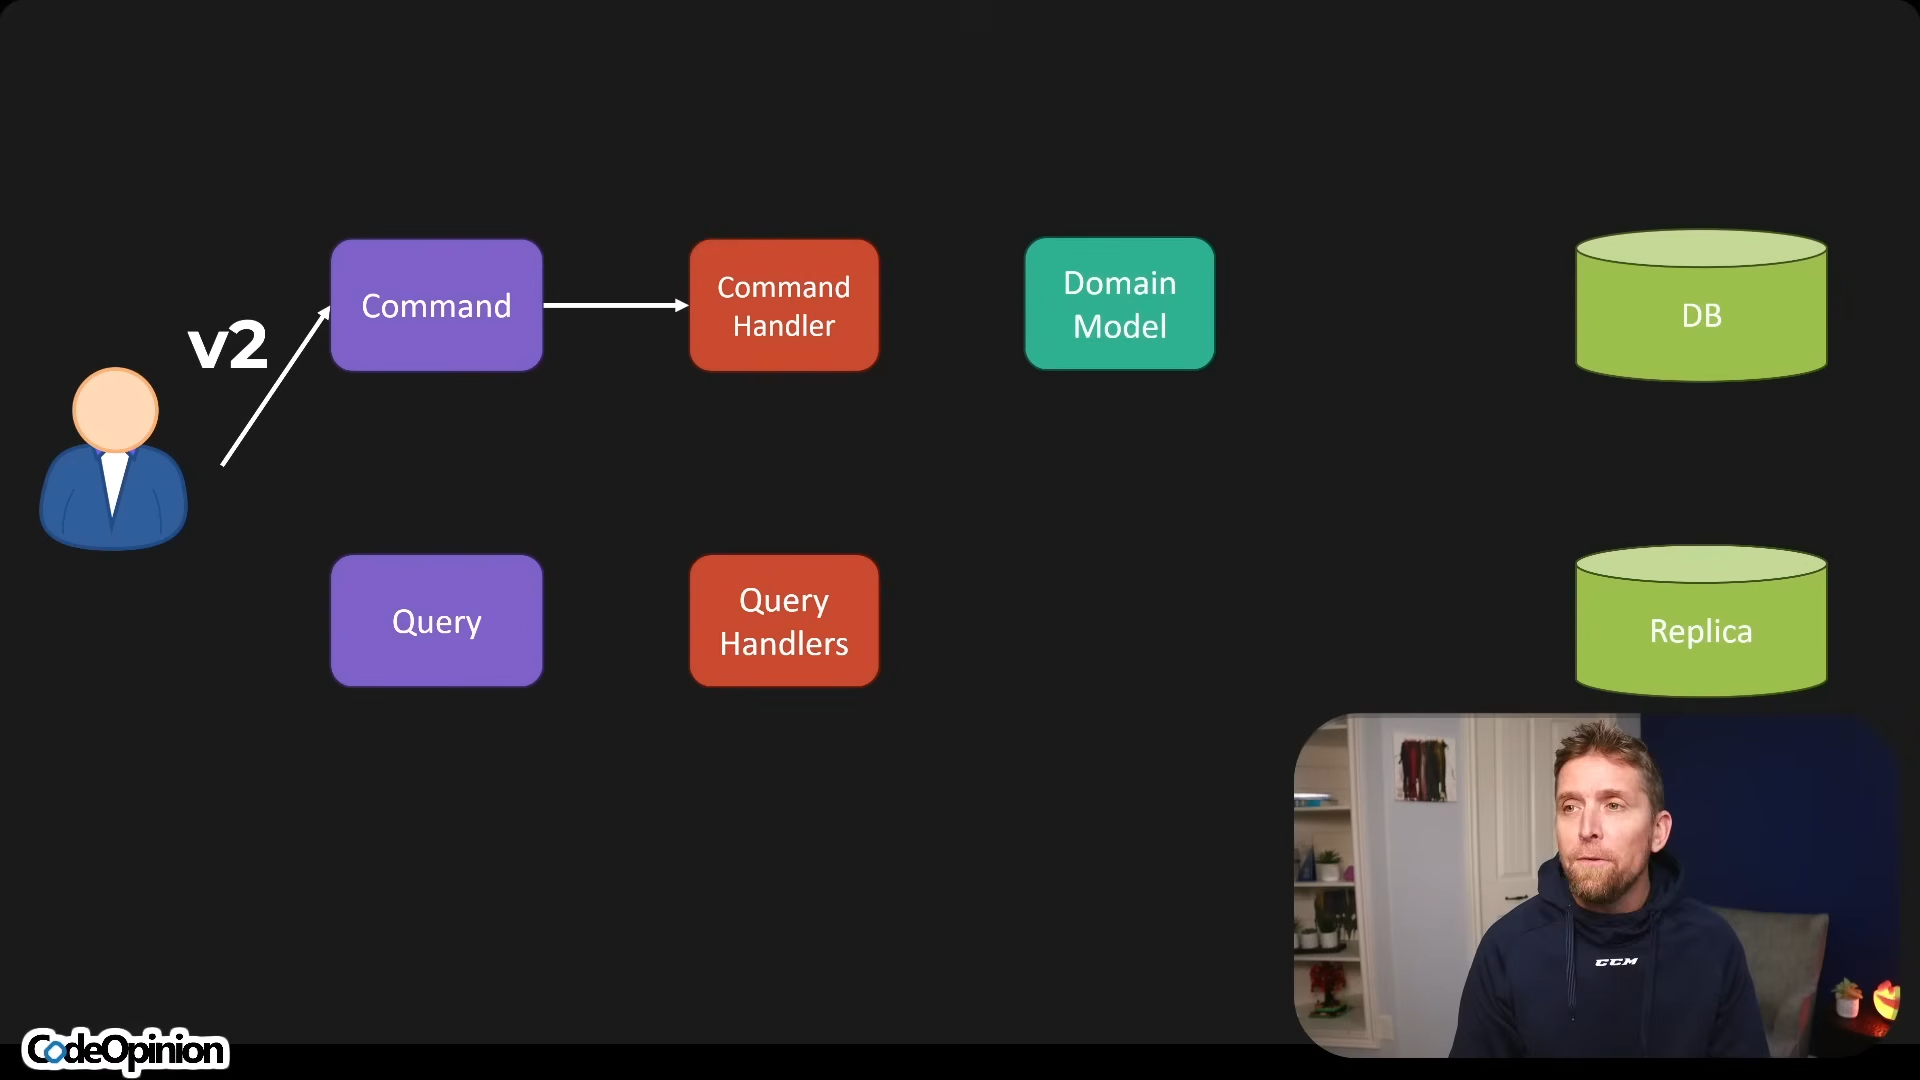 v2
Command
Command
Handler
Domain
Model
DB
Query
Query
Handlers
Replica
CCM
CodeOpinion